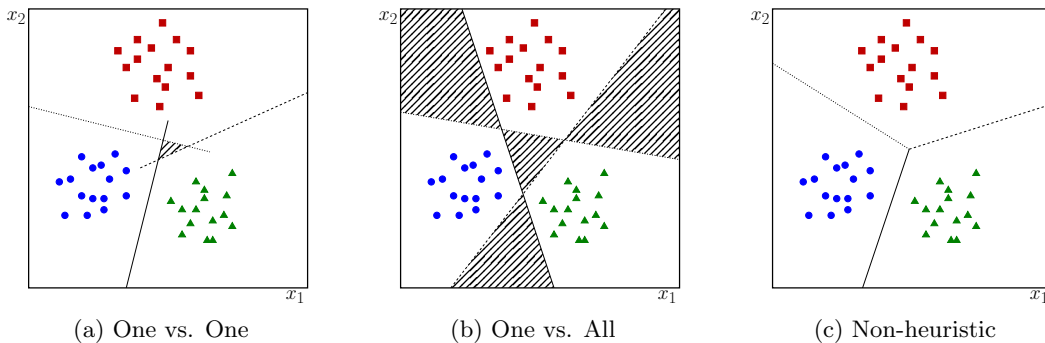 x2 x2 x2
x1 x1 x1
(a) One vs. One (b) One vs. All (c) Non-heuristic